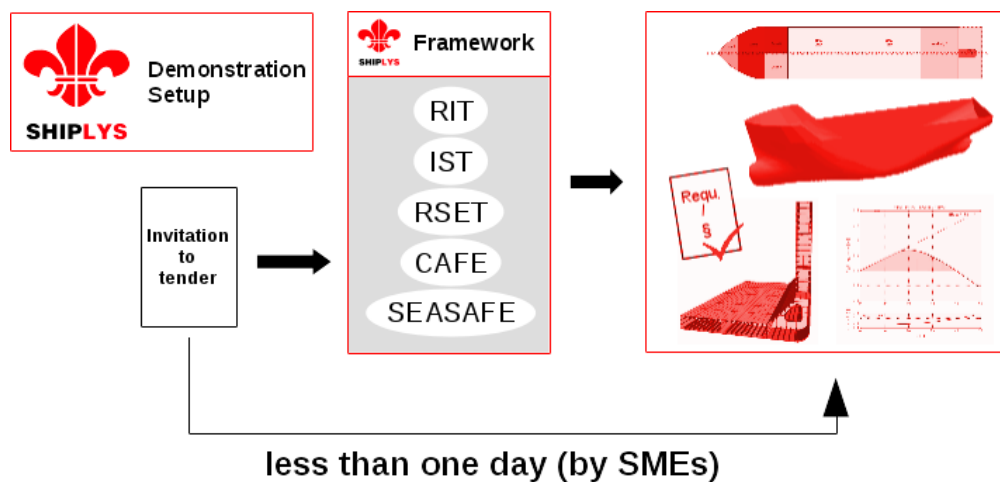 SHIPLYS
Demonstration
Setup
SHIPLYS
Framework
RIT
IST
RSET
CAFE
SEASAFE
Invitation
to
tender
Requ.
/
§
less than one day (by SMEs)